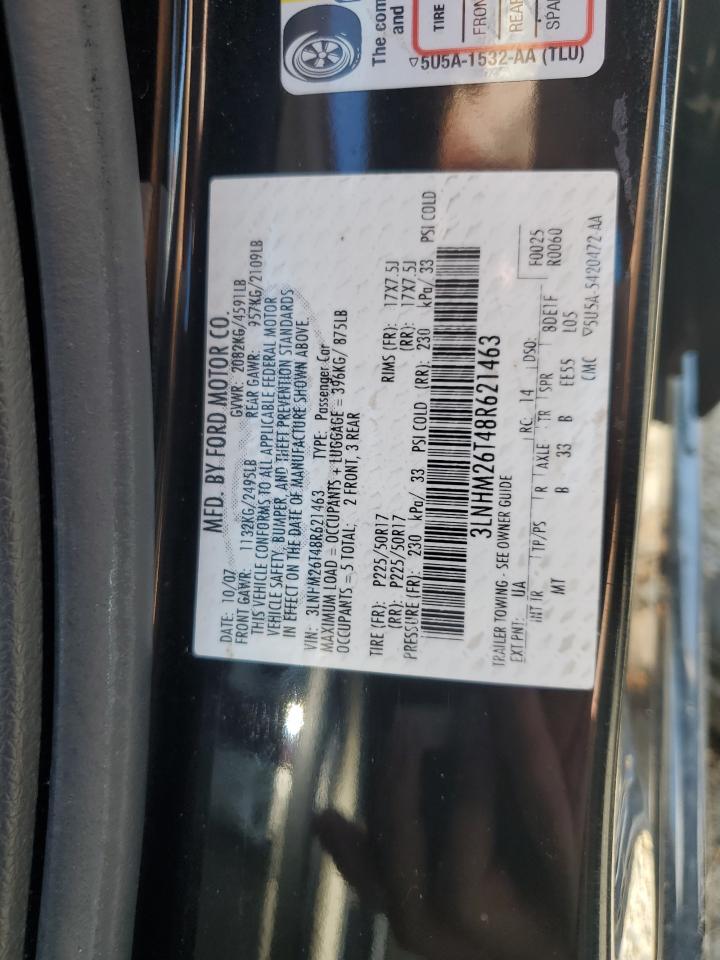 The com
and
TIRE
FRON
REAR
SPAR
▽5U5A-1532-AA (TLU)
MFD. BY FORD MOTOR CO.
DATE: 10/07 GVWR: 2082KG/4591LB
FRONT GAWR: 1132KG/2495LB REAR GAWR: 957KG/2109LB
THIS VEHICLE CONFORMS TO ALL APPLICABLE FEDERAL MOTOR
VEHICLE SAFETY, BUMPER, AND THEFT PREVENTION STANDARDS
IN EFFECT ON THE DATE OF MANUFACTURE SHOWN ABOVE.
VIN: 3LNHM26T48R621463 TYPE: Passenger Car
MAXIMUM LOAD = OCCUPANTS + LUGGAGE = 396KG/ 875LB
OCCUPANTS = 5 TOTAL: 2 FRONT, 3 REAR
TIRE (FR): P225/50R17 RIMS (FR): 17X7.5J
(RR): P225/50R17 (RR): 17X7.5J
PRESSURE (FR): 230 kPa/ 33 PSI COLD (RR): 230 kPa/ 33 PSI COLD
3LNHM26T48R621463
TRAILER TOWING - SEE OWNER GUIDE F0025
EXT PNT: UA RC: 14 DSO: R0060
INT TR TP/PS R AXLE TR SPR 8DE1F
MT B 33 B EE55 L05
CMC ▽5U5A-5420472 AA